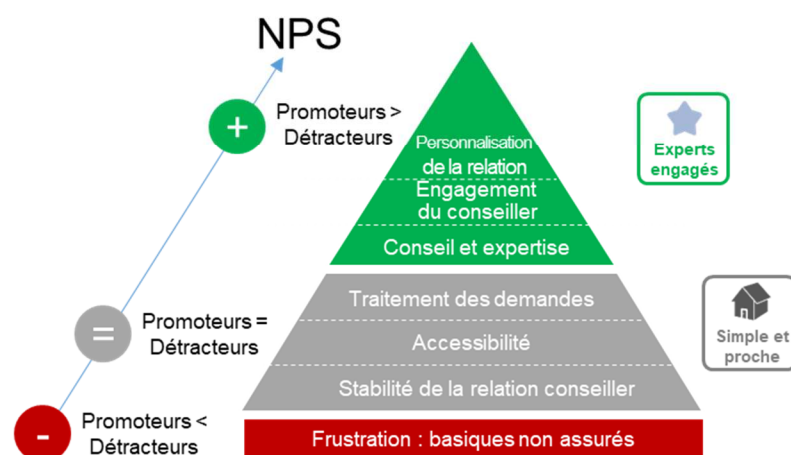 NPS
+
Promoteurs >
Détracteurs
Personnalisation
de la relation
Engagement
du conseiller
Conseil et expertise
Experts
engagés
=
Promoteurs =
Détracteurs
Traitement des demandes
Accessibilité
Stabilité de la relation conseiller
Simple et
proche
-
Promoteurs <
Détracteurs
Frustration : basiques non assurés